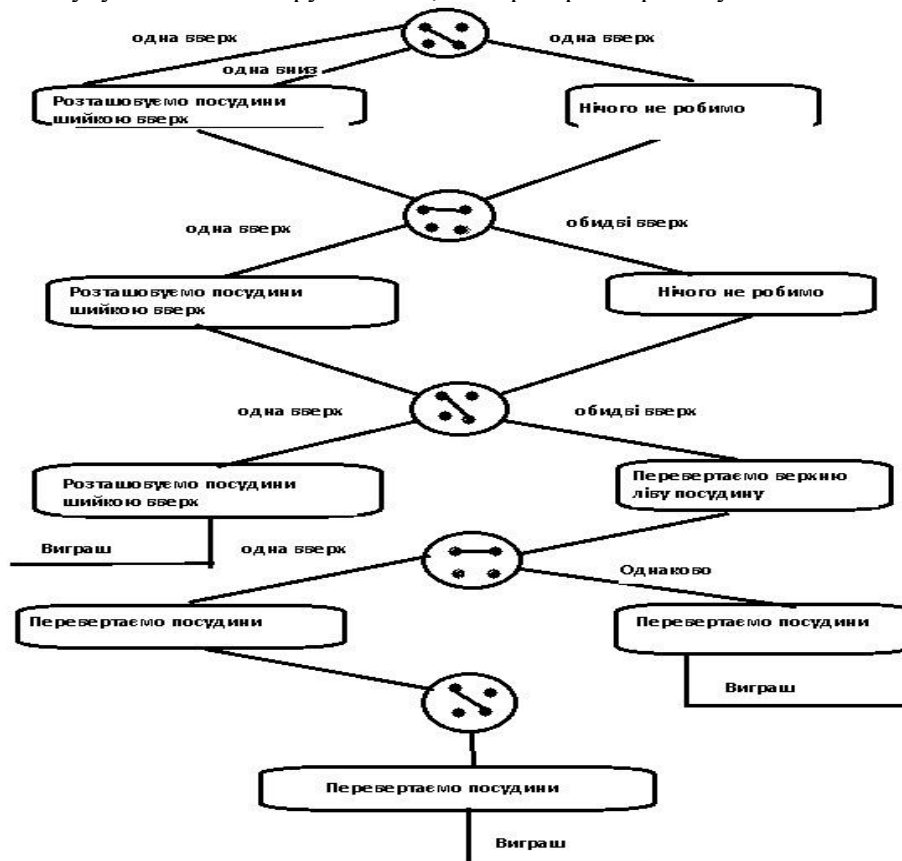 одна вверх
одна вверх
одна вниз
Розташовуємо посудини
шийкою вверх
Нічого не робимо
одна вверх
обидві вверх
Розташовуємо посудини
шийкою вверх
Нічого не робимо
одна вверх
обидві вверх
Розташовуємо посудини
шийкою вверх
Перевертаємо верхню
ліву посудину
Виграш
одна вверх
Однаково
Перевертаємо посудини
Перевертаємо посудини
Виграш
Перевертаємо посудини
Виграш